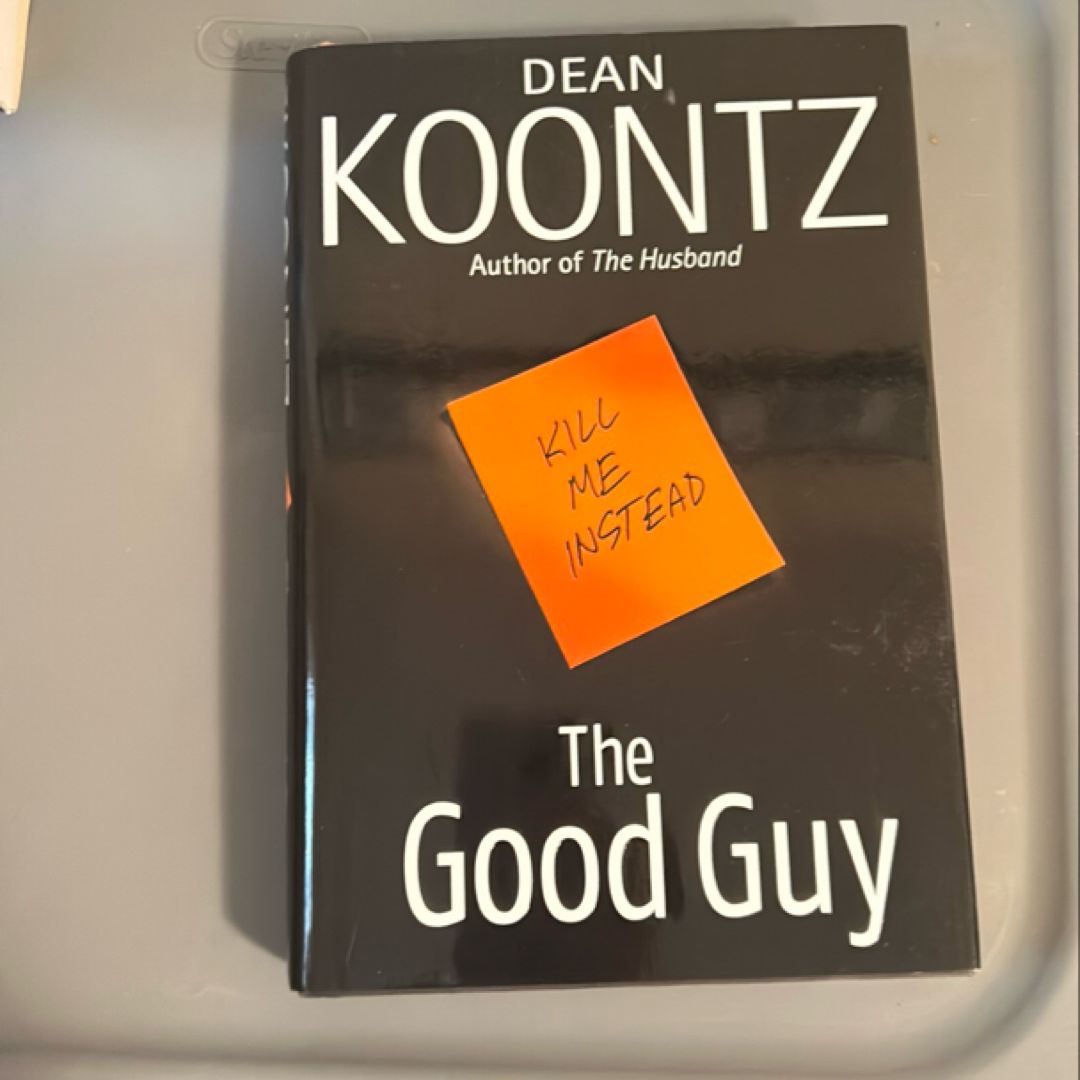 DEAN
KOONTZ
Author of The Husband
KILL
ME
INSTEAD
The
Good Guy